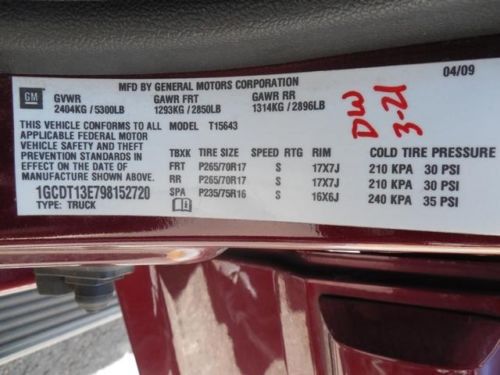 MFD BY GENERAL MOTORS CORPORATION
04/09
GM
GVWR GAWR FRT GAWR RR
2404KG / 5300LB 1293KG / 2850LB 1314KG / 2896LB
THIS VEHICLE CONFORMS TO ALL MODEL T15643
APPLICABLE FEDERAL MOTOR
VEHICLE SAFETY AND THEFT
PREVENTION STANDARDS IN
EFFECT ON THE DATE OF
MANUFACTURE SHOWN ABOVE.
1GCDT13E798152720
TYPE: TRUCK
TBXK TIRE SIZE SPEED RTG RIM COLD TIRE PRESSURE
FRT P265/70R17 S 17X7J 210 KPA 30 PSI
RR P265/70R17 S 17X7J 210 KPA 30 PSI
SPA P235/75R16 S 16X6J 240 KPA 35 PSI
DW
3-21